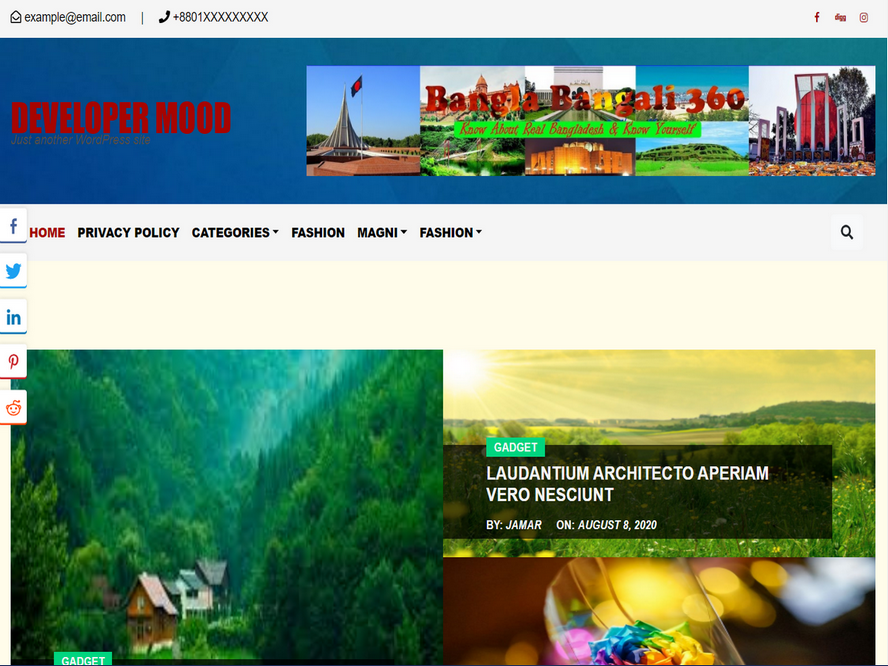 example@email.com | +8801XXXXXXXXX
digg
DEVELOPER MOOD
Just another WordPress site
Bangla Bangali 360
Know About Real Bangladesh & Know Yourself
HOME PRIVACY POLICY CATEGORIES FASHION MAGNI FASHION
GADGET
LAUDANTIUM ARCHITECTO APERIAM
VERO NESCIUNT
BY: JAMAR ON: AUGUST 8, 2020
GADGET